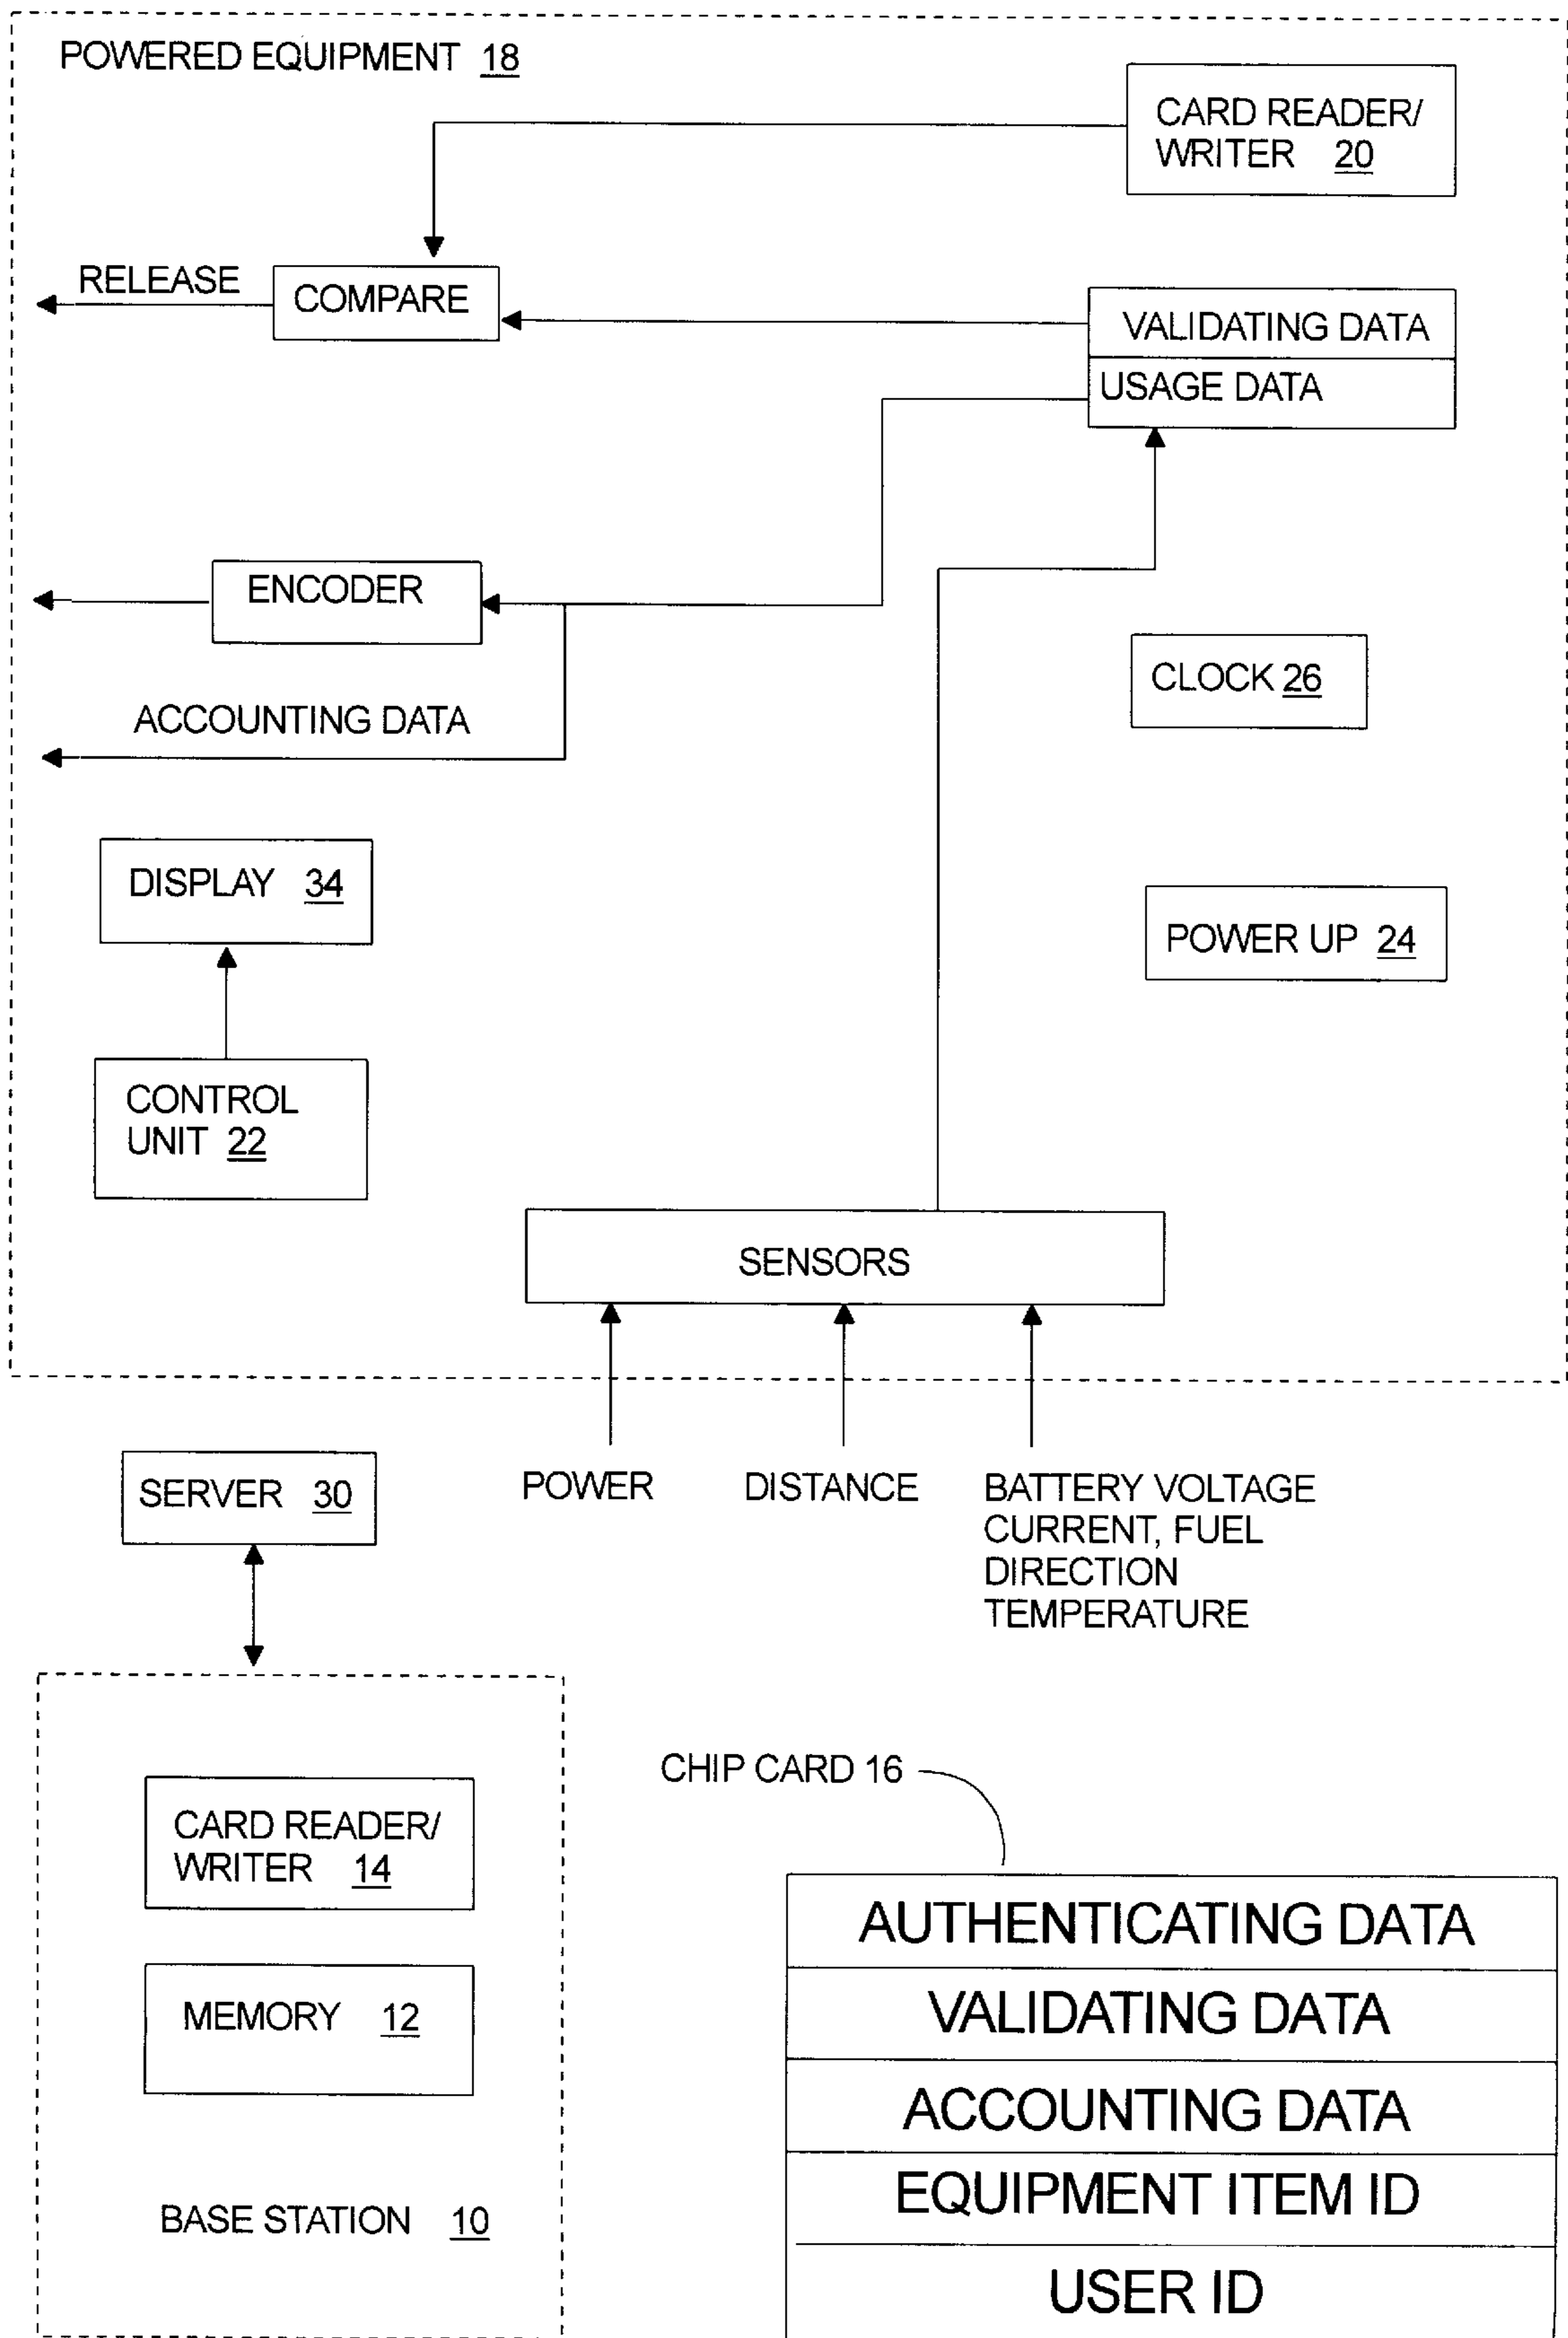 POWERED EQUIPMENT 18
CARD READER/
WRITER 20
RELEASE
COMPARE
VALIDATING DATA
USAGE DATA
ENCODER
CLOCK 26
ACCOUNTING DATA
DISPLAY 34
POWER UP 24
CONTROL
UNIT 22
SENSORS
POWER
DISTANCE
BATTERY VOLTAGE
CURRENT, FUEL
DIRECTION
TEMPERATURE
SERVER 30
CARD READER/
WRITER 14
MEMORY 12
BASE STATION 10
CHIP CARD 16
AUTHENTICATING DATA
VALIDATING DATA
ACCOUNTING DATA
EQUIPMENT ITEM ID
USER ID